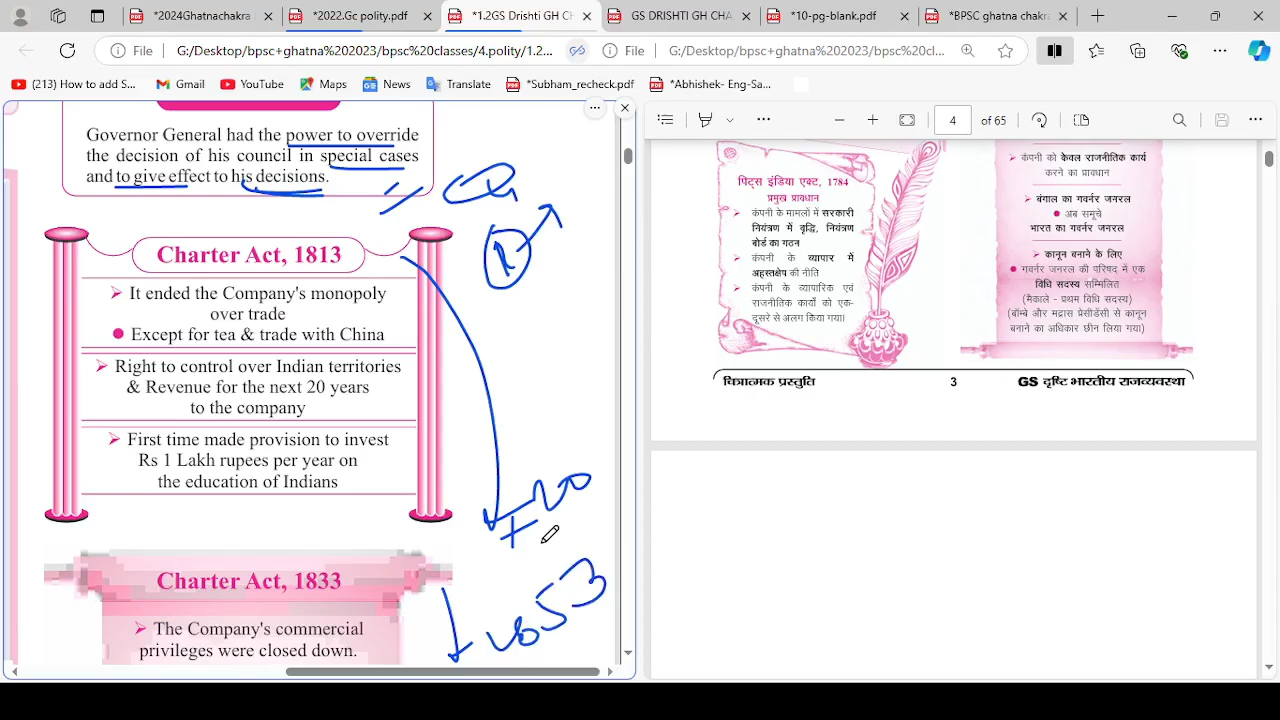 *2024Ghatnachakra
*2022.Gc polity.pdf
*1.2GS Drishti GH CH
GS DRISHTI GH CHA
*10-pg-blank.pdf
*BPSC ghatna chakra
File
G:/Desktop/bpsc+ghatna%202023/bpsc%20classes/4.polity/1.2...
File
G:/Desktop/bpsc+ghatna%202023/bpsc%20cl...
(213) How to add S...
Gmail
YouTube
Maps
News
Translate
*Subham_recheck.pdf
*Abhishek- Eng-Sa...
Governor General had the power to override
the decision of his council in special cases
and to give effect to his decisions.
Charter Act, 1813
It ended the Company's monopoly
over trade
Except for tea & trade with China
Right to control over Indian territories
& Revenue for the next 20 years
to the company
First time made provision to invest
Rs 1 Lakh rupees per year on
the education of Indians
+20
Charter Act, 1833
1853
The Company's commercial
privileges were closed down.
4 of 65
पिट्स इंडिया एक्ट, 1784
प्रमुख प्रावधान
कंपनी के मामलों में सरकारी
नियंत्रण में वृद्धि, नियंत्रण
बोर्ड का गठन
कंपनी के व्यापार में
अहस्तक्षेप की नीति
कंपनी के व्यापारिक एवं
राजनीतिक कार्यों को एक-
दूसरे से अलग किया गया।
कंपनी को केवल राजनीतिक कार्य
करने का प्रावधान
बंगाल का गवर्नर जनरल
अब समूचे
भारत का गवर्नर जनरल
कानून बनाने के लिए
गवर्नर जनरल की परिषद में एक
विधि सदस्य सम्मिलित
(मैकाले - प्रथम विधि सदस्य)
(बॉम्बे और मद्रास प्रेसीडेंसी से कानून
बनाने का अधिकार छीन लिया गया)
चित्रात्मक प्रस्तुति
3
GS दृष्टि भारतीय राजव्यवस्था